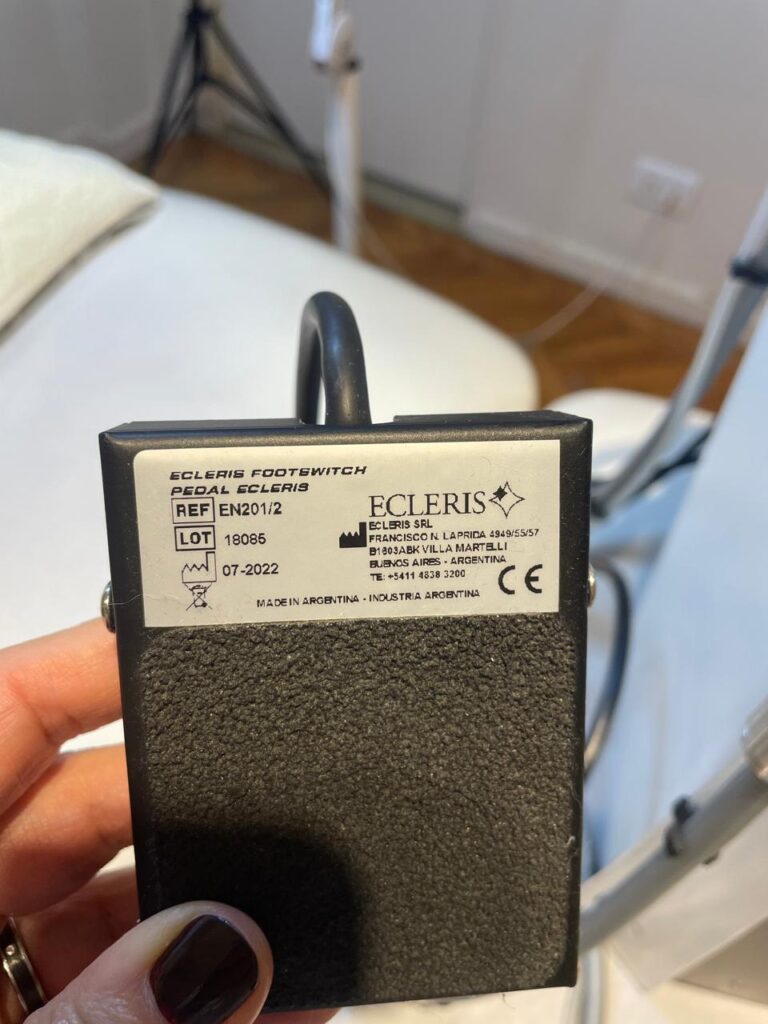 ECLERIS FOOTSWITCH
PEDAL ECLERIS
REF EN201/2
LOT 18085
07-2022
ECLERIS
ECLERIS SRL
FRANCISCO N. LAPRIDA 4949/55/57
B1603ABK VILLA MARTELLI
BUENOS AIRES - ARGENTINA
TE: +5411 4838 3200
CE
MADE IN ARGENTINA - INDUSTRIA ARGENTINA